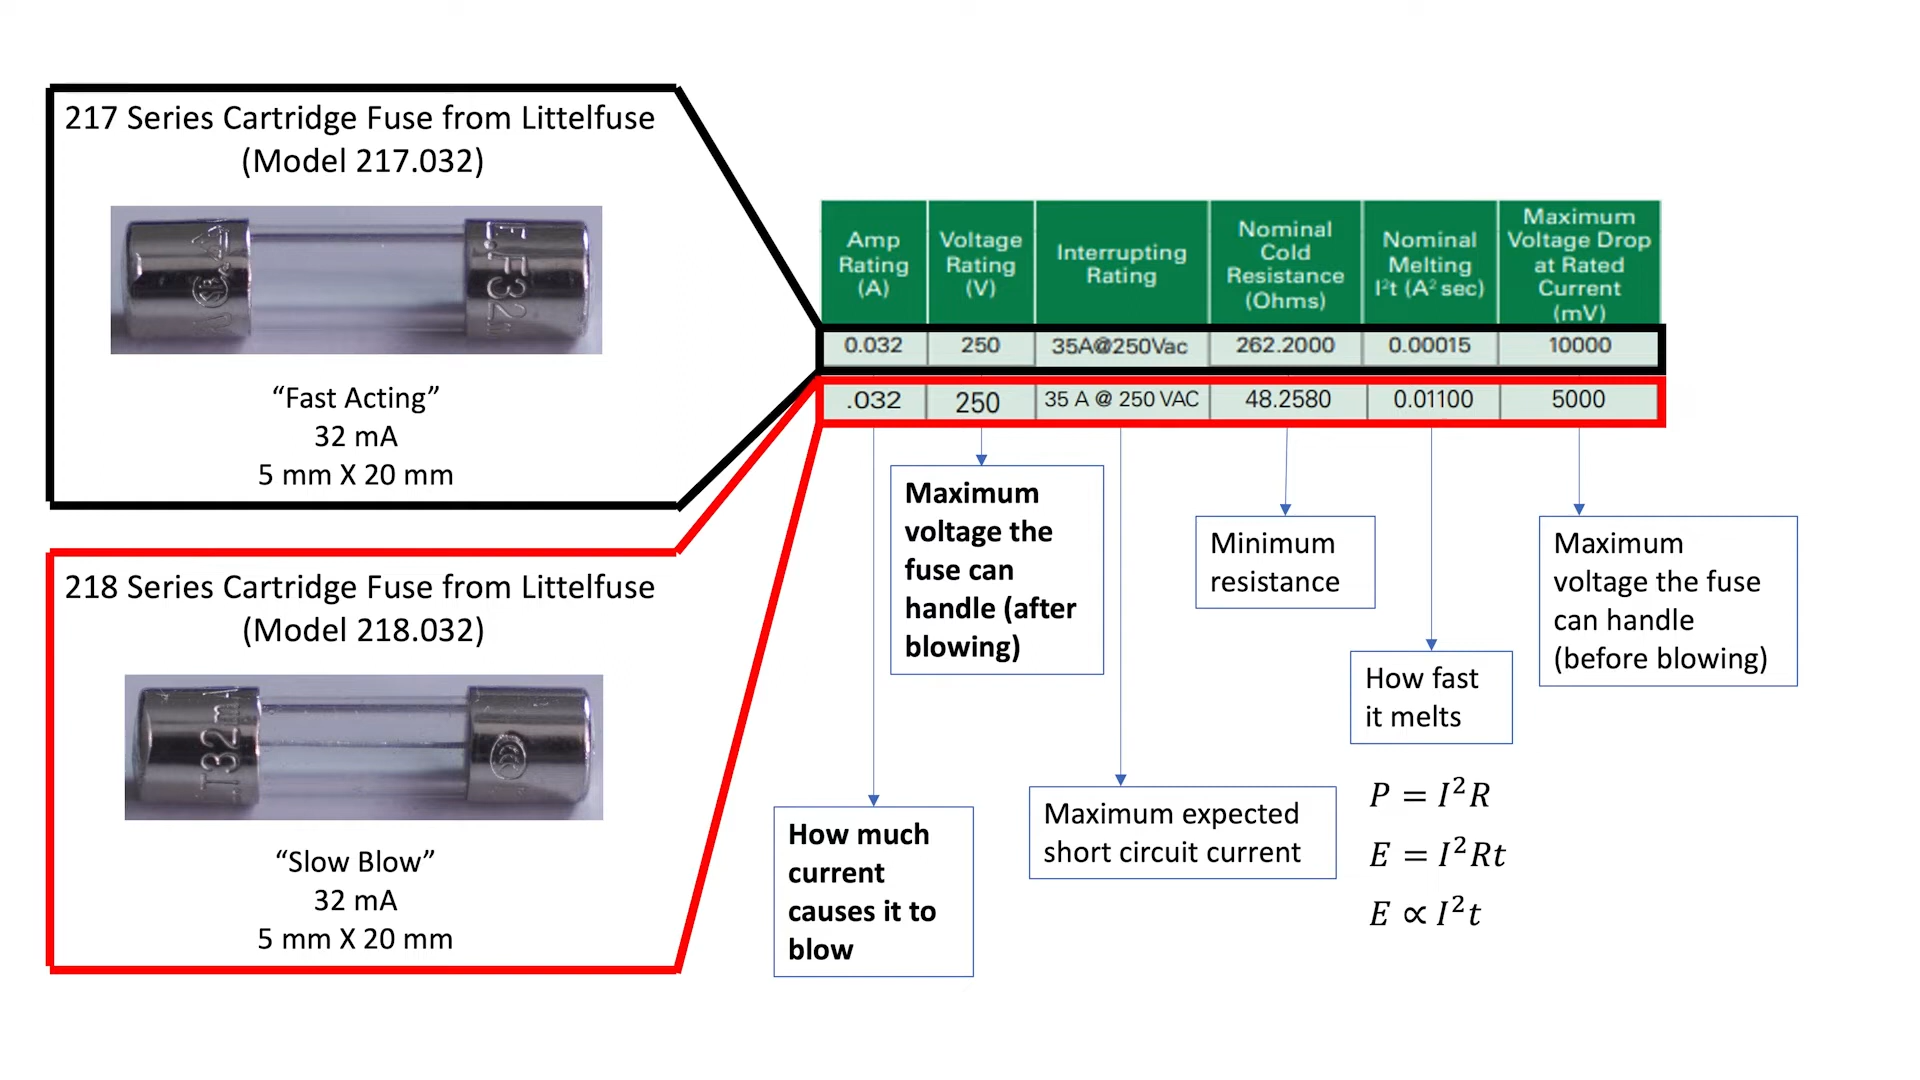 217 Series Cartridge Fuse from Littelfuse
(Model 217.032)
E.F32m
"Fast Acting"
32 mA
5 mm X 20 mm
218 Series Cartridge Fuse from Littelfuse
(Model 218.032)
T32mA
"Slow Blow"
32 mA
5 mm X 20 mm
Amp
Rating
(A)
Voltage
Rating
(V)
Interrupting
Rating
Nominal
Cold
Resistance
(Ohms)
Nominal
Melting
I²t (A² sec)
Maximum
Voltage Drop
at Rated
Current
(mV)
0.032 250 35A@250Vac 262.2000 0.00015 10000
.032 250 35 A @ 250 VAC 48.2580 0.01100 5000
Maximum
voltage the
fuse can
handle (after
blowing)
Minimum
resistance
Maximum
voltage the fuse
can handle
(before blowing)
How fast
it melts
How much
current
causes it to
blow
Maximum expected
short circuit current
P = I²R
E = I²Rt
E ∝ I²t